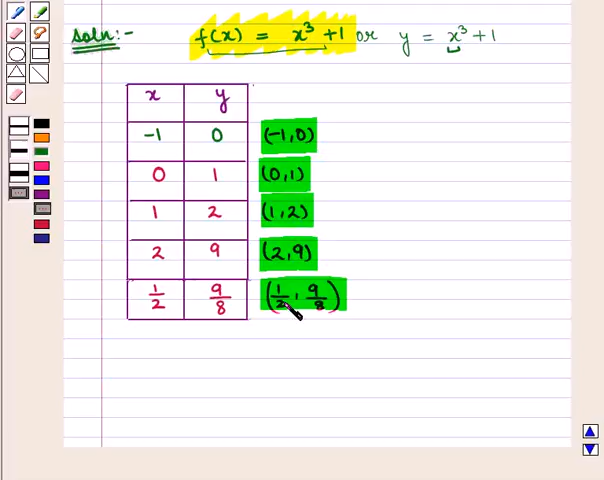 Soln:- f(x) = x³ + 1 or y = x³ + 1
x y
-1 0 (-1, 0)
0 1 (0, 1)
1 2 (1, 2)
2 9 (2, 9)
1/2 9/8 (1/2, 9/8)